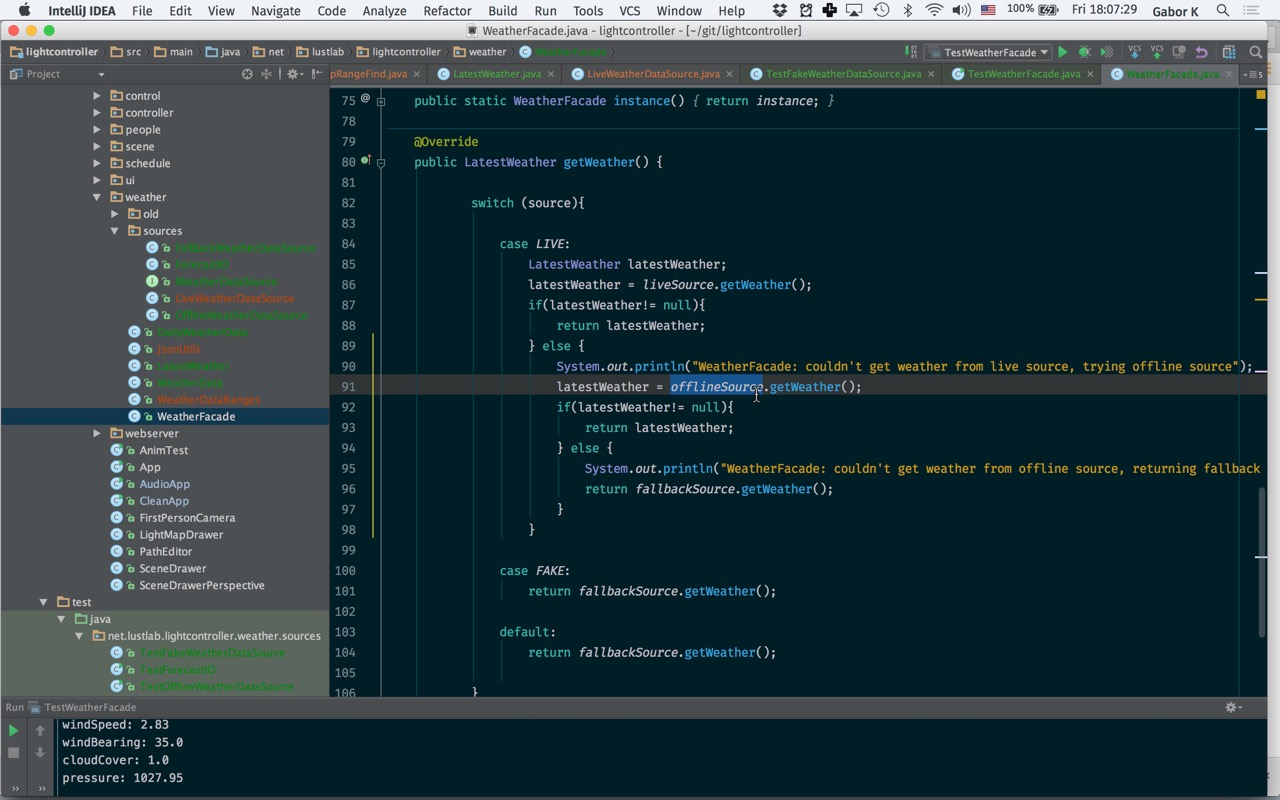 IntelliJ IDEA File Edit View Navigate Code Analyze Refactor Build Run Tools VCS Window Help 100% Fri 18:07:29 Gabor K
WeatherFacade.java - lightcontroller - [~/git/lightcontroller]
lightcontroller src main java net lustlab lightcontroller weather WeatherFacade TestWeatherFacade VCS VCS
Project pRangeFind.java LatestWeather.java LiveWeatherDataSource.java TestFakeWeatherDataSource.java TestWeatherFacade.java WeatherFacade.java 5
control
controller
people
scene
schedule
ui
weather
old
sources
FallbackWeatherDataSource
ForecastIO
WeatherDataSource
LiveWeatherDataSource
OfflineWeatherDataSource
DailyWeatherData
JsonUtils
LatestWeather
WeatherData
WeatherDataRanges
WeatherFacade
webserver
AnimTest
App
AudioApp
CleanApp
FirstPersonCamera
LightMapDrawer
PathEditor
SceneDrawer
SceneDrawerPerspective
test
java
net.lustlab.lightcontroller.weather.sources
TestFakeWeatherDataSource
TestForecastIO
TestOfflineWeatherDataSource
75 @ public static WeatherFacade instance() { return instance; }
78
79 @Override
80 public LatestWeather getWeather() {
81
82 switch (source){
83
84 case LIVE:
85 LatestWeather latestWeather;
86 latestWeather = liveSource.getWeather();
87 if(latestWeather!= null){
88 return latestWeather;
89 } else {
90 System.out.println("WeatherFacade: couldn't get weather from live source, trying offline source");
91 latestWeather = offlineSource.getWeather();
92 if(latestWeather!= null){
93 return latestWeather;
94 } else {
95 System.out.println("WeatherFacade: couldn't get weather from offline source, returning fallback
96 return fallbackSource.getWeather();
97 }
98 }
99
100 case FAKE:
101 return fallbackSource.getWeather();
102
103 default:
104 return fallbackSource.getWeather();
105
106 }
Run TestWeatherFacade
windSpeed: 2.83
windBearing: 35.0
cloudCover: 1.0
pressure: 1027.95